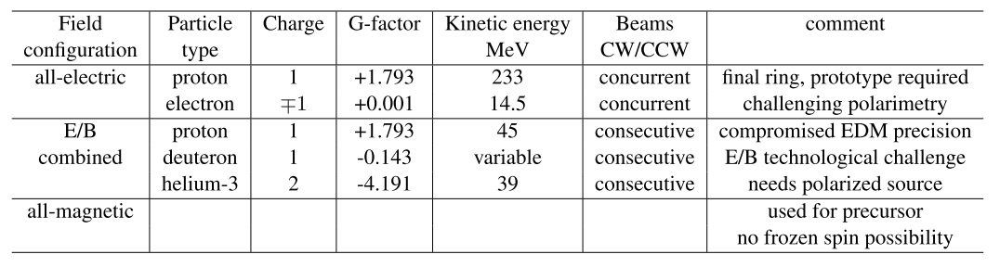 Field Particle Charge G-factor Kinetic energy Beams comment
configuration type MeV CW/CCW
all-electric proton 1 +1.793 233 concurrent final ring, prototype required
electron ∓1 +0.001 14.5 concurrent challenging polarimetry
E/B proton 1 +1.793 45 consecutive compromised EDM precision
combined deuteron 1 -0.143 variable consecutive E/B technological challenge
helium-3 2 -4.191 39 consecutive needs polarized source
all-magnetic used for precursor
no frozen spin possibility